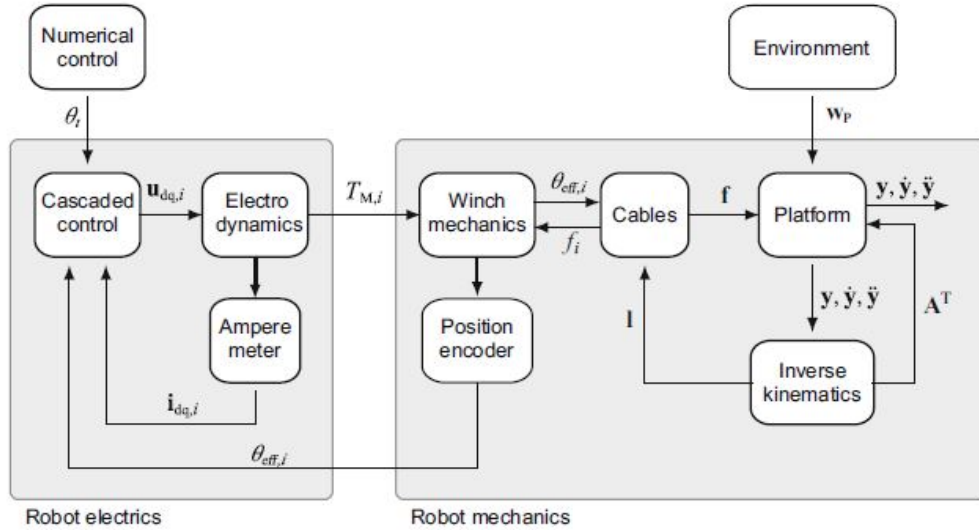 Numerical
control
Environment
θt
wP
Cascaded
control
udq,i
Electro
dynamics
TM,i
Winch
mechanics
θeff,i
fi
Cables
f
Platform
y, ẏ, ÿ
Ampere
meter
Position
encoder
l
y, ẏ, ÿ
Aᵀ
Inverse
kinematics
idq,i
θeff,i
Robot electrics
Robot mechanics